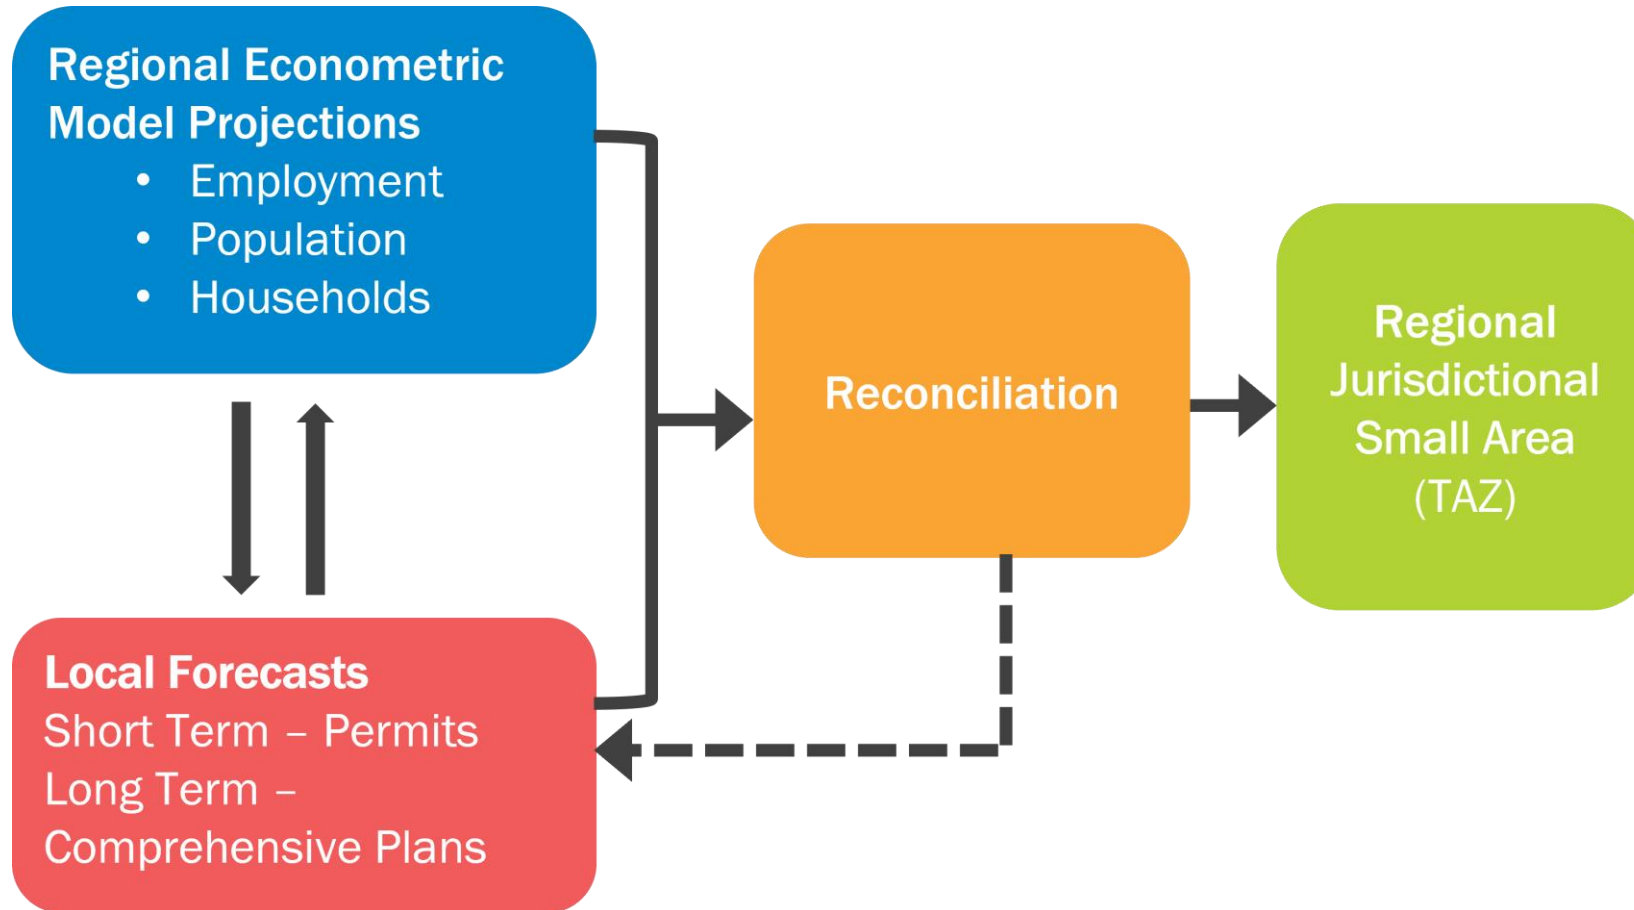 Regional Econometric
Model Projections
• Employment
• Population
• Households
Local Forecasts
Short Term – Permits
Long Term –
Comprehensive Plans
Reconciliation
Regional
Jurisdictional
Small Area
(TAZ)